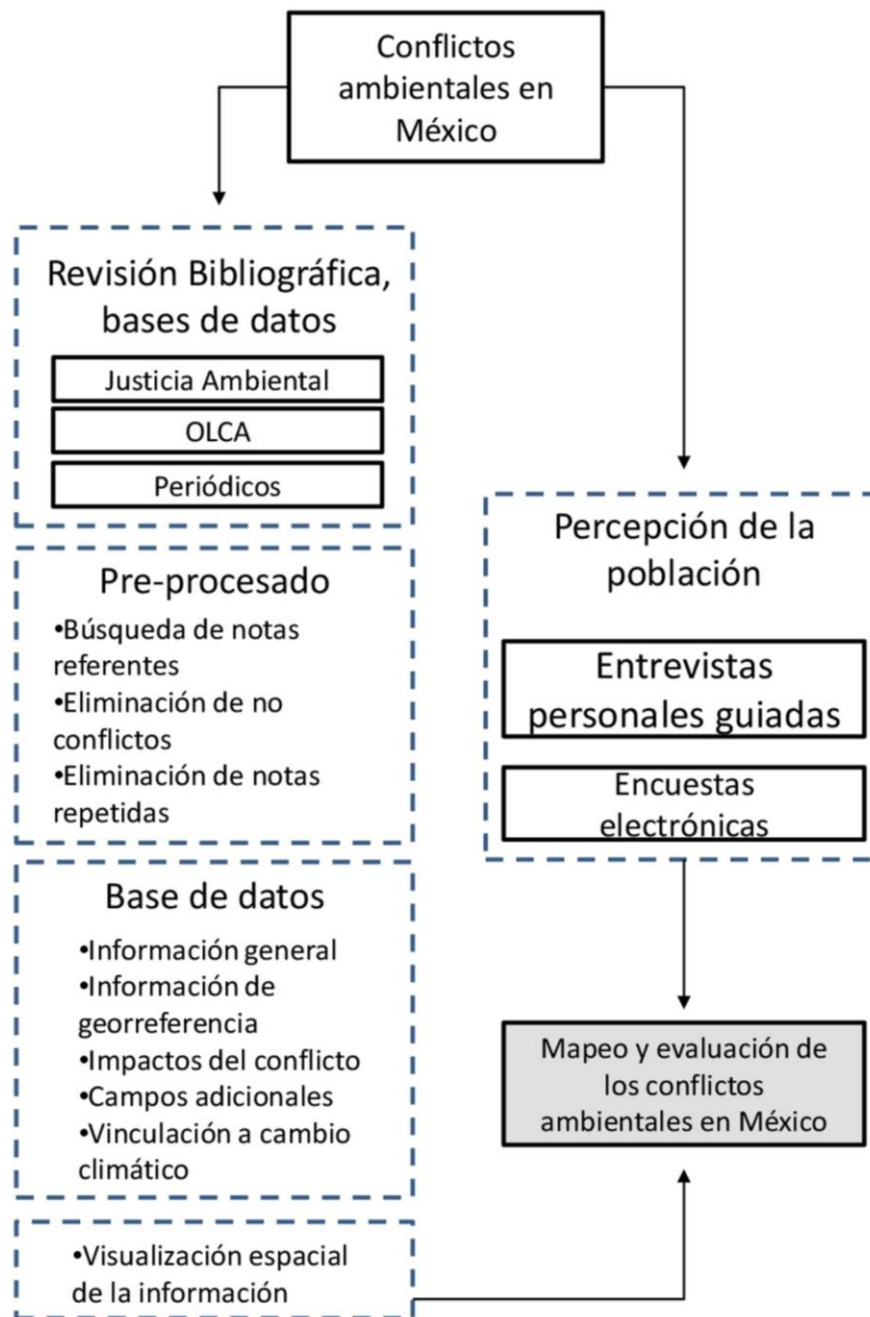 Conflictos
ambientales en
México
Revisión Bibliográfica,
bases de datos
Justicia Ambiental
OLCA
Periódicos
Pre-procesado
•Búsqueda de notas
referentes
•Eliminación de no
conflictos
•Eliminación de notas
repetidas
Base de datos
•Información general
•Información de
georreferencia
•Impactos del conflicto
•Campos adicionales
•Vinculación a cambio
climático
•Visualización espacial
de la información
Percepción de la
población
Entrevistas
personales guiadas
Encuestas
electrónicas
Mapeo y evaluación de
los conflictos
ambientales en México